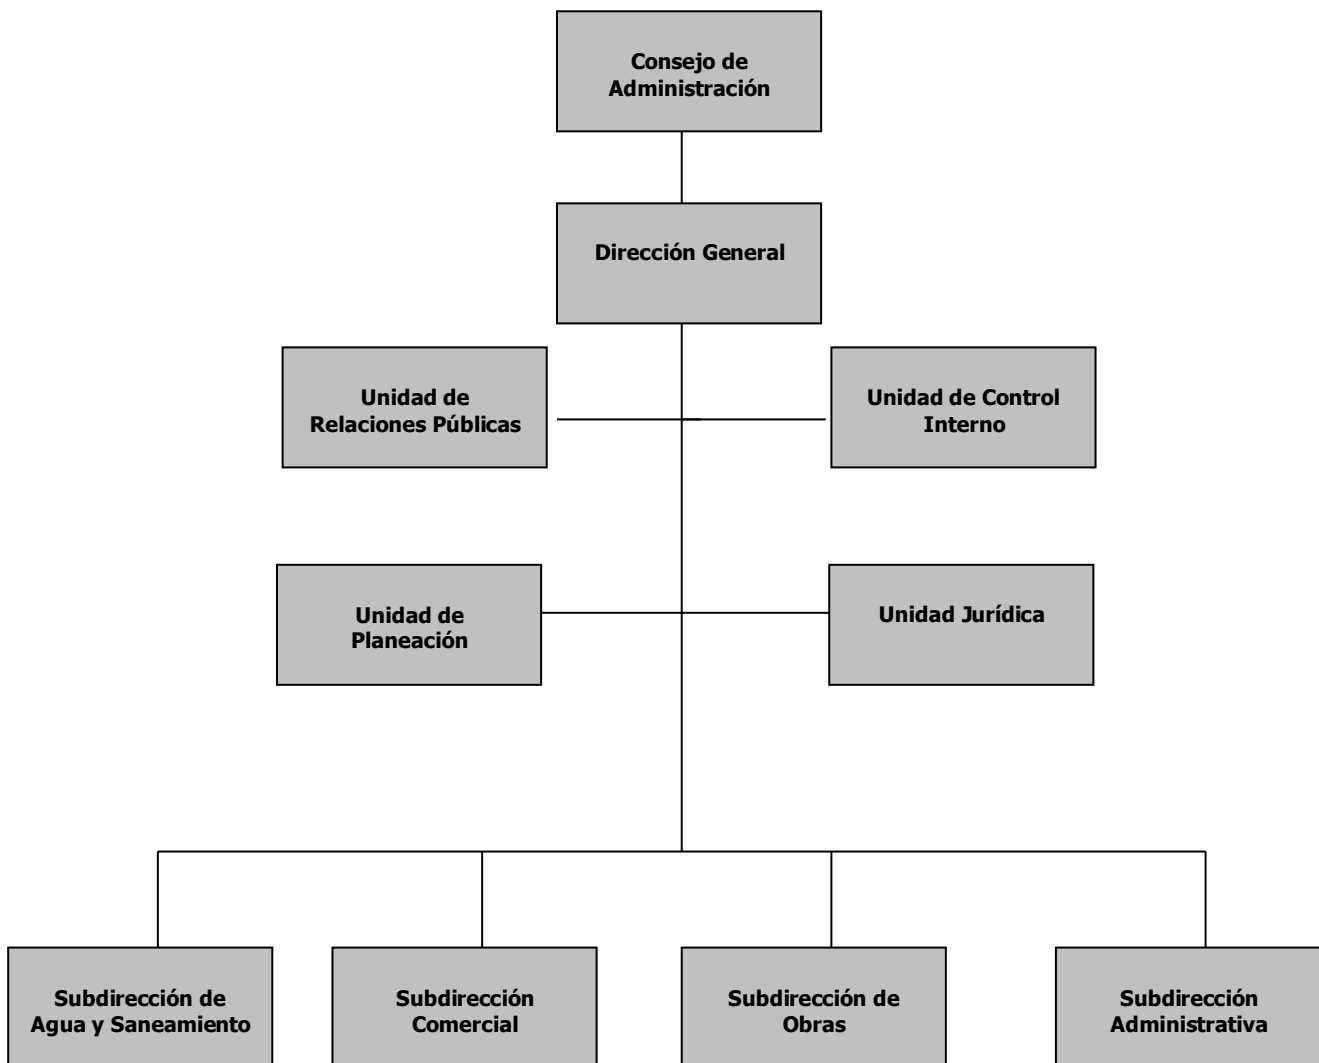 Consejo de
Administración
Dirección General
Unidad de
Relaciones Públicas
Unidad de Control
Interno
Unidad de
Planeación
Unidad Jurídica
Subdirección de
Agua y Saneamiento
Subdirección
Comercial
Subdirección de
Obras
Subdirección
Administrativa